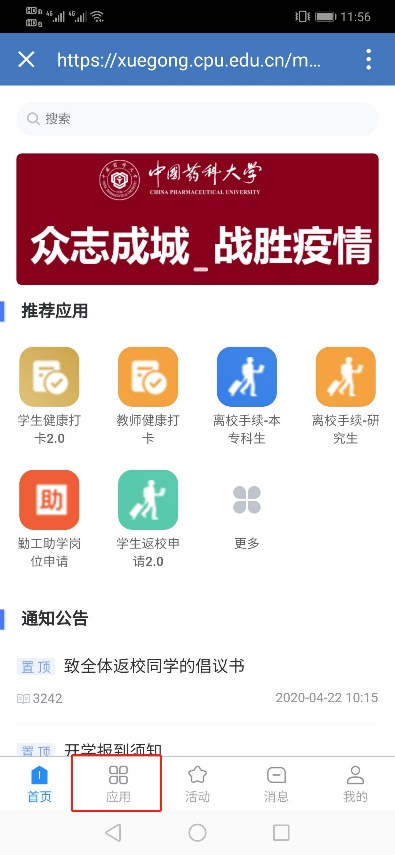 11:56
https://xuegong.cpu.edu.cn/m...
搜索
中国药科大学
CHINA PHARMACEUTICAL UNIVERSITY
众志成城 战胜疫情
推荐应用
学生健康打
卡2.0
教师健康打
卡
离校手续-本
专科生
离校手续-研
究生
助
勤工助学岗
位申请
学生返校申
请2.0
更多
通知公告
置顶 致全体返校同学的倡议书
3242 2020-04-22 10:15
置顶 开学报到须知
首页 应用 活动 消息 我的